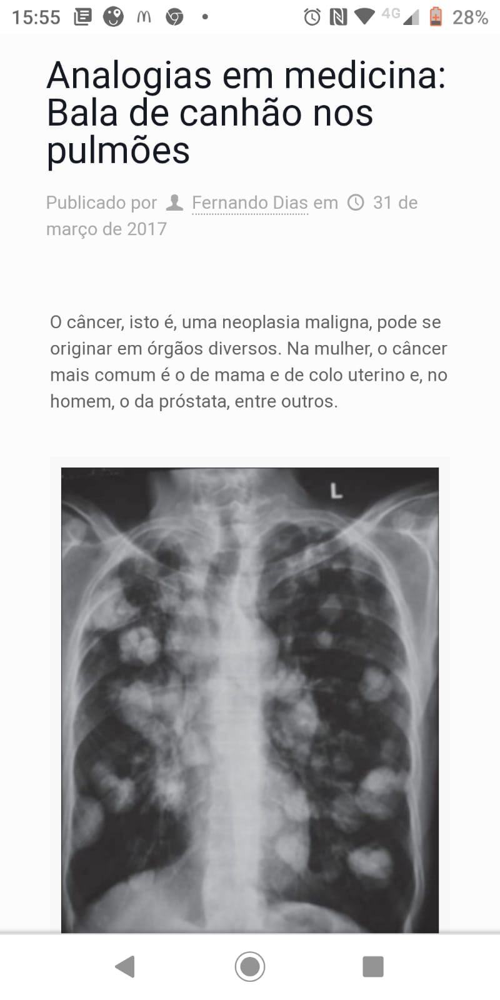 15:55
4G
28%
Analogias em medicina:
Bala de canhão nos
pulmões
Publicado por Fernando Dias em 31 de
março de 2017
O câncer, isto é, uma neoplasia maligna, pode se
originar em órgãos diversos. Na mulher, o câncer
mais comum é o de mama e de colo uterino e, no
homem, o da próstata, entre outros.
L